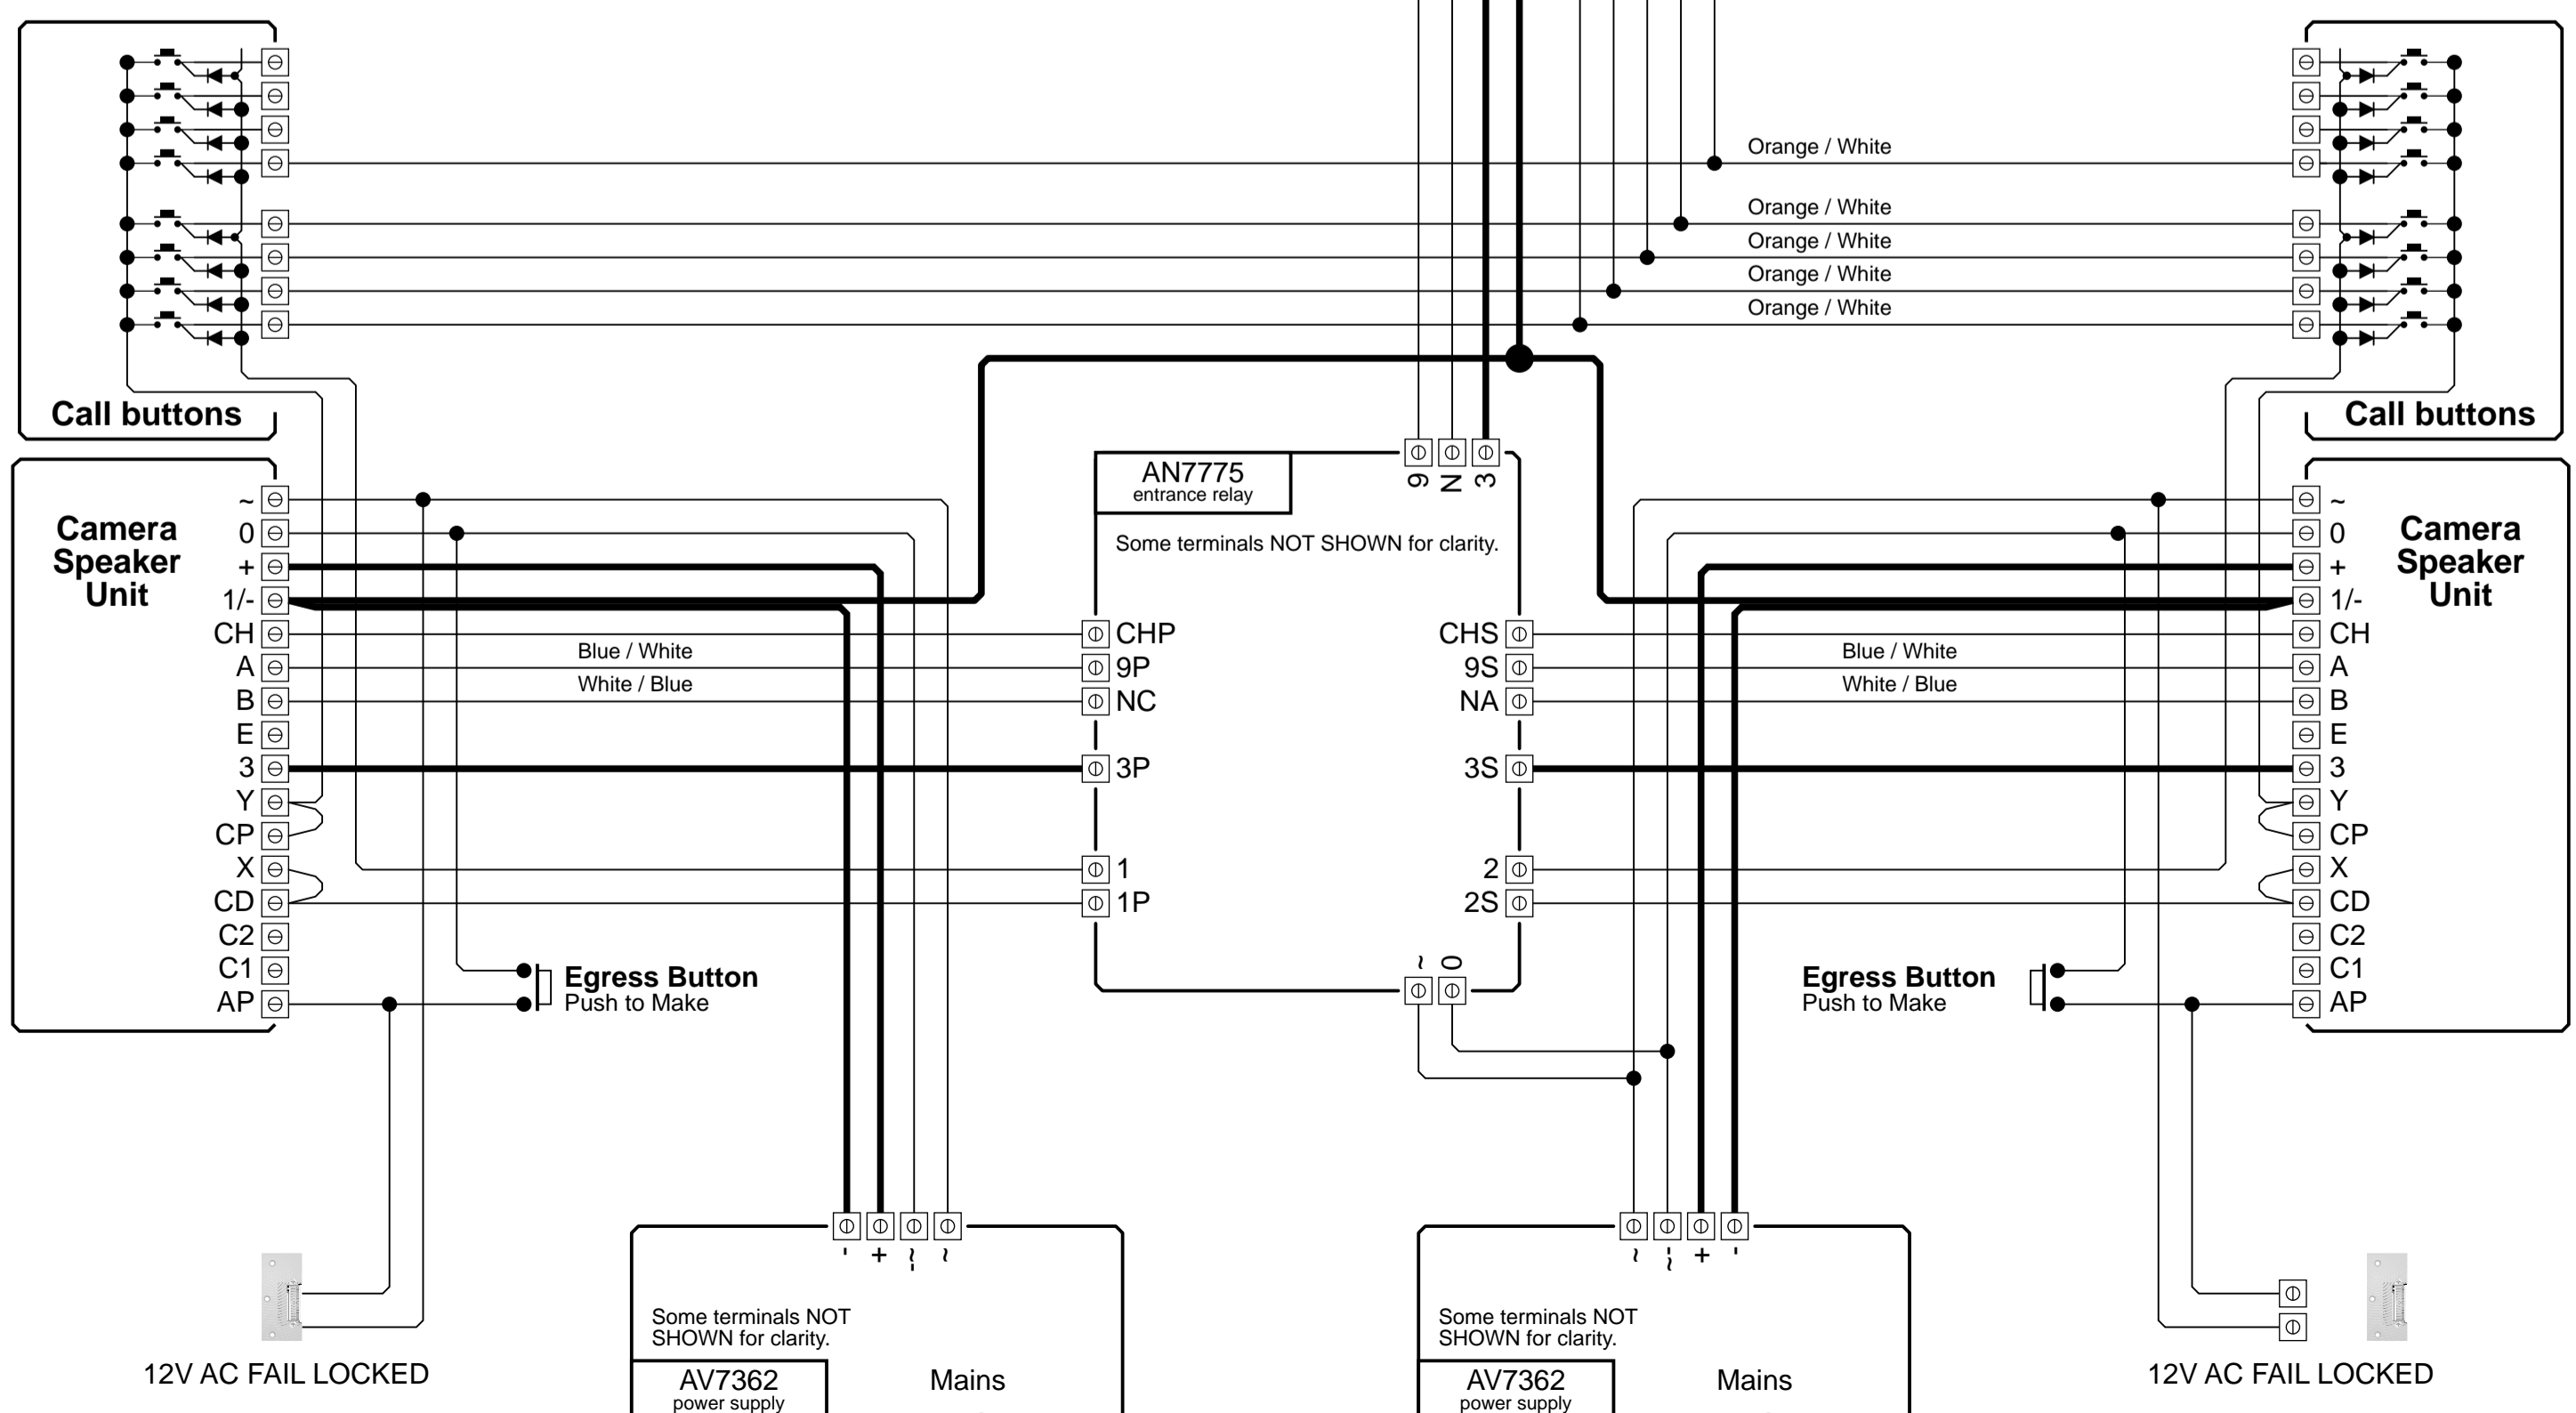 Orange / White
Orange / White
Orange / White
Orange / White
Orange / White
Call buttons
Call buttons
AN7775
entrance relay
9
N
3
Some terminals NOT SHOWN for clarity.
Camera
Speaker
Unit
~
0
+
1/-
CH
A
B
E
3
Y
CP
X
CD
C2
C1
AP
Blue / White
White / Blue
CHP
9P
NC
3P
1
1P
CHS
9S
NA
3S
2
2S
~
0
Blue / White
White / Blue
~
0
+
1/-
CH
A
B
E
3
Y
CP
X
CD
C2
C1
AP
Camera
Speaker
Unit
Egress Button
Push to Make
Egress Button
Push to Make
- + -~ ~
~ -~ + -
Some terminals NOT
SHOWN for clarity.
AV7362
power supply
Mains
Some terminals NOT
SHOWN for clarity.
AV7362
power supply
Mains
12V AC FAIL LOCKED
12V AC FAIL LOCKED